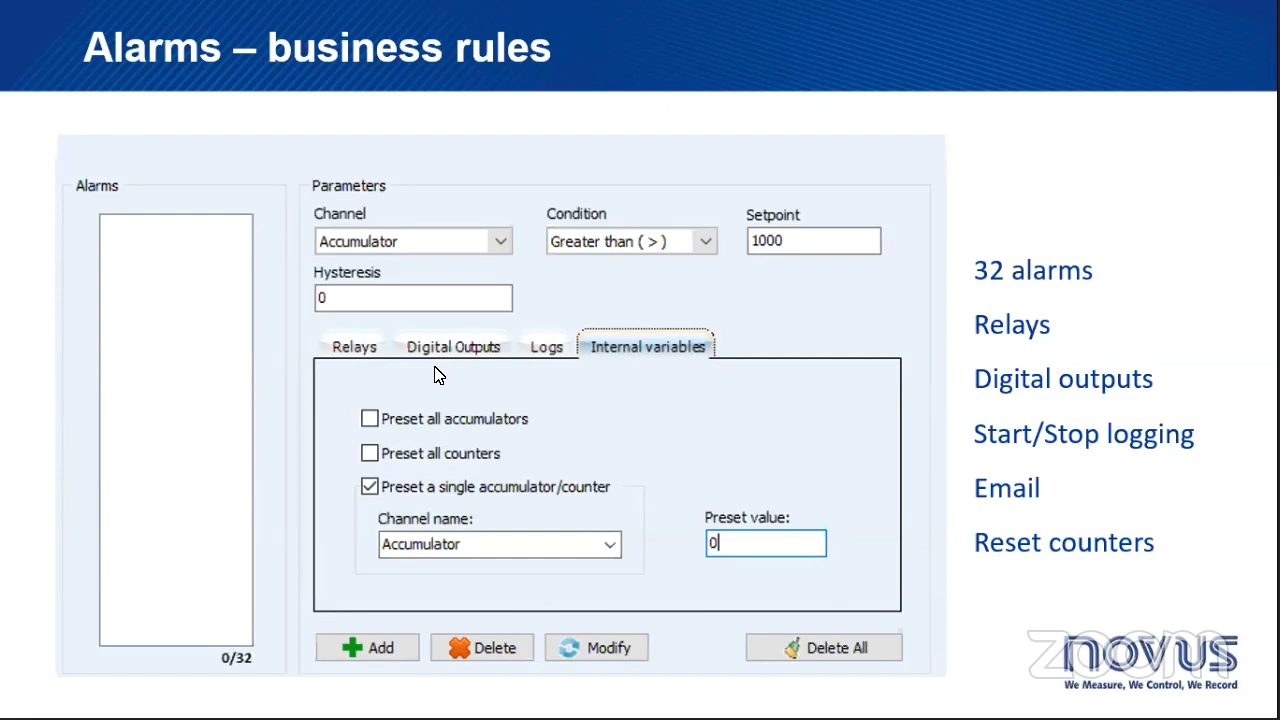 Alarms – business rules
Alarms
0/32
Parameters
Channel
Accumulator
Condition
Greater than ( > )
Setpoint
1000
Hysteresis
0
Relays
Digital Outputs
Logs
Internal variables
Preset all accumulators
Preset all counters
Preset a single accumulator/counter
Channel name:
Accumulator
Preset value:
0
Add
Delete
Modify
Delete All
32 alarms
Relays
Digital outputs
Start/Stop logging
Email
Reset counters
zoom
novus
We Measure, We Control, We Record